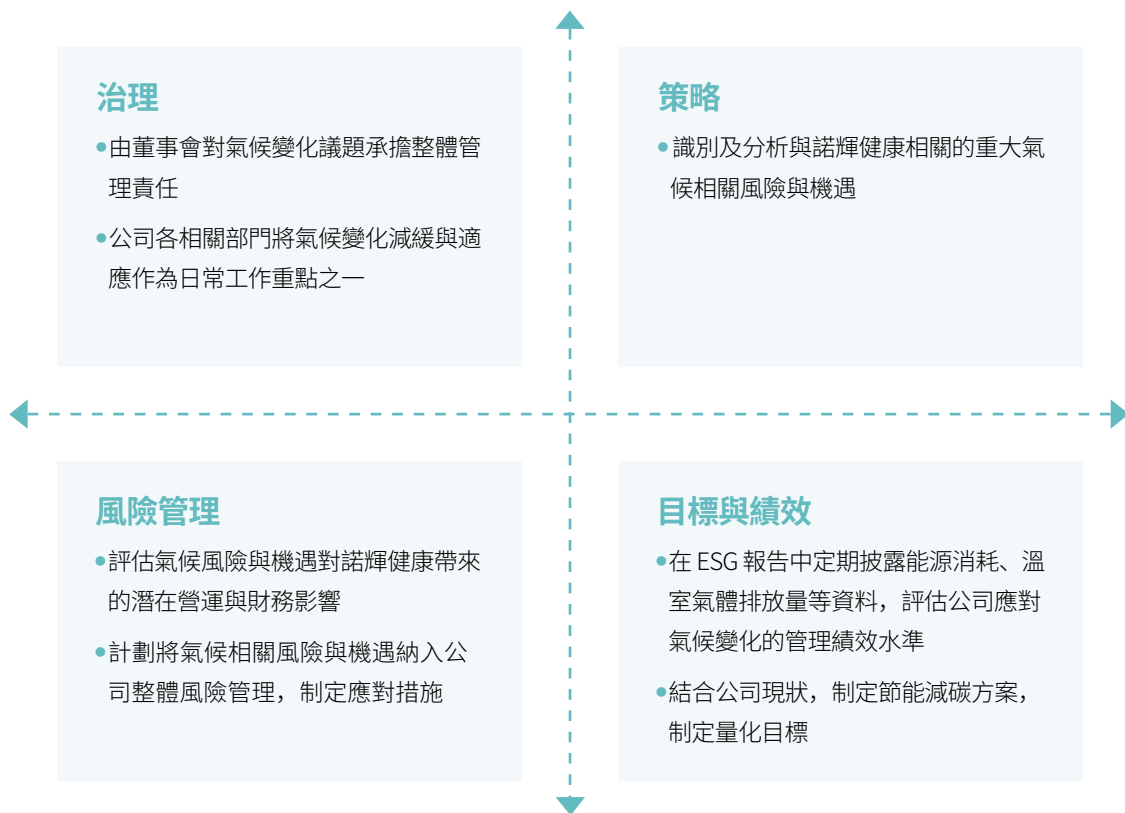 治理
•由董事會對氣候變化議題承擔整體管
理責任
•公司各相關部門將氣候變化減緩與適
應作為日常工作重點之一
策略
•識別及分析與諾輝健康相關的重大氣
候相關風險與機遇
風險管理
•評估氣候風險與機遇對諾輝健康帶來
的潛在營運與財務影響
•計劃將氣候相關風險與機遇納入公
司整體風險管理，制定應對措施
目標與績效
•在 ESG 報告中定期披露能源消耗、溫
室氣體排放量等資料，評估公司應對
氣候變化的管理績效水準
•結合公司現狀，制定節能減碳方案，
制定量化目標